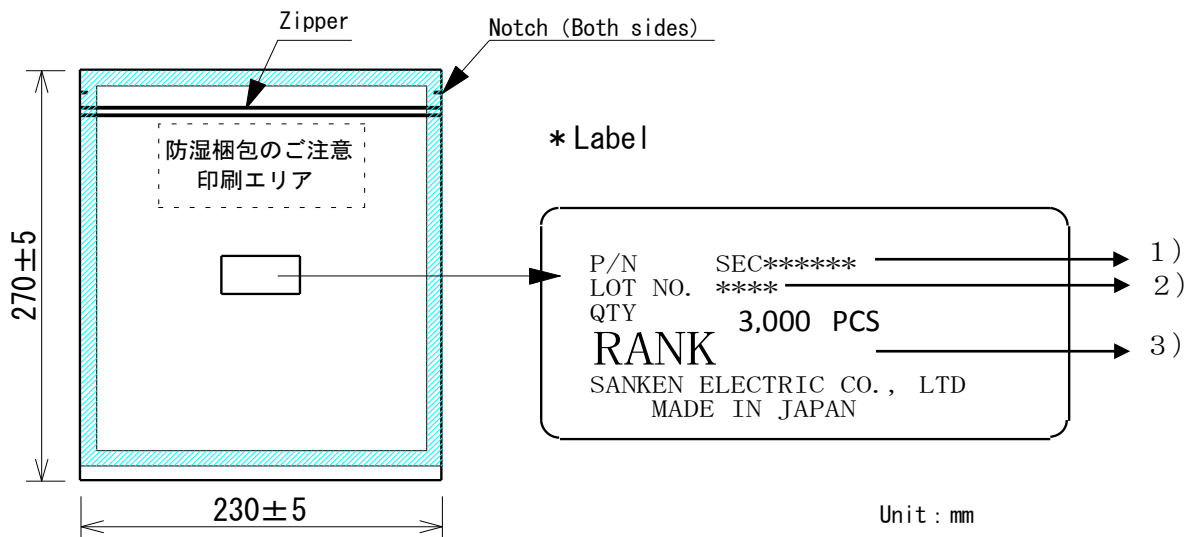 Zipper
Notch (Both sides)
防湿梱包のご注意
印刷エリア
270±5
230±5
* Label
P/N SEC****** 1)
LOT NO. **** 2)
QTY 3,000 PCS
RANK 3)
SANKEN ELECTRIC CO., LTD
MADE IN JAPAN
Unit : mm